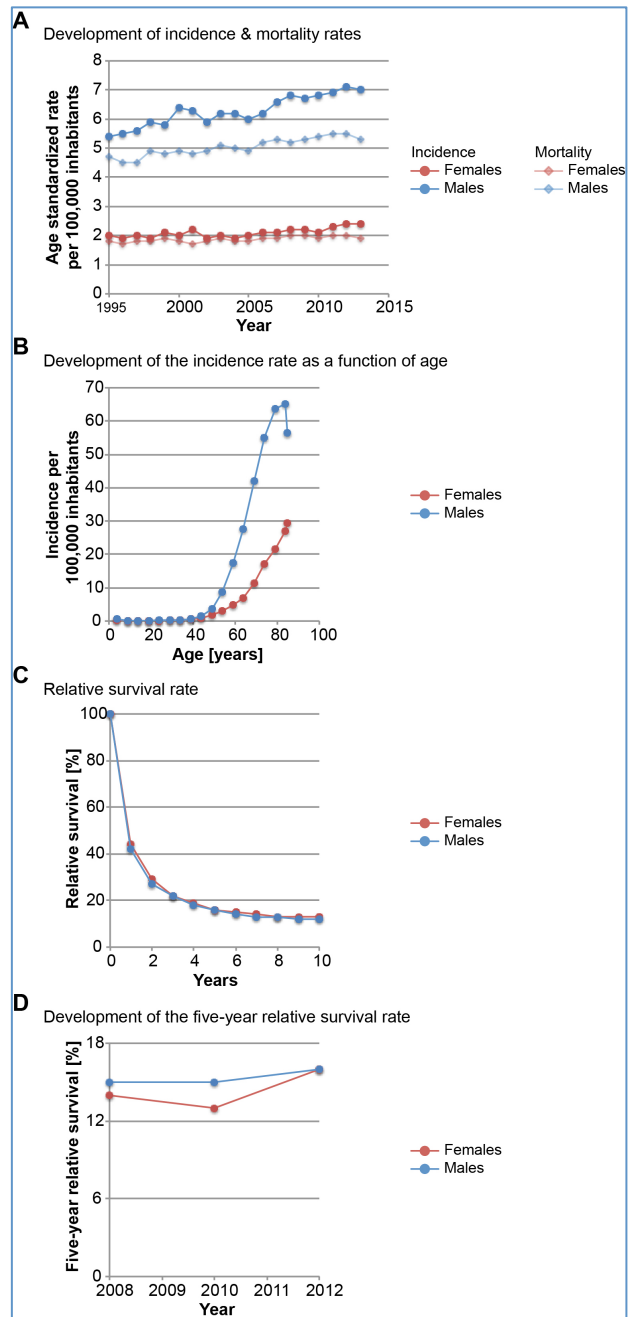 A
Development of incidence & mortality rates
Age standardized rate
per 100,000 inhabitants
8
7
6
5
4
3
2
1
0
1995
2000
2005
2010
2015
Year
Incidence
Females
Males
Mortality
Females
Males
B
Development of the incidence rate as a function of age
Incidence per
100,000 inhabitants
70
60
50
40
30
20
10
0
0
20
40
60
80
100
Age [years]
Females
Males
C
Relative survival rate
Relative survival [%]
100
80
60
40
20
0
0
2
4
6
8
10
Years
Females
Males
D
Development of the five-year relative survival rate
Five-year relative survival [%]
18
12
6
0
2008
2009
2010
2011
2012
Year
Females
Males